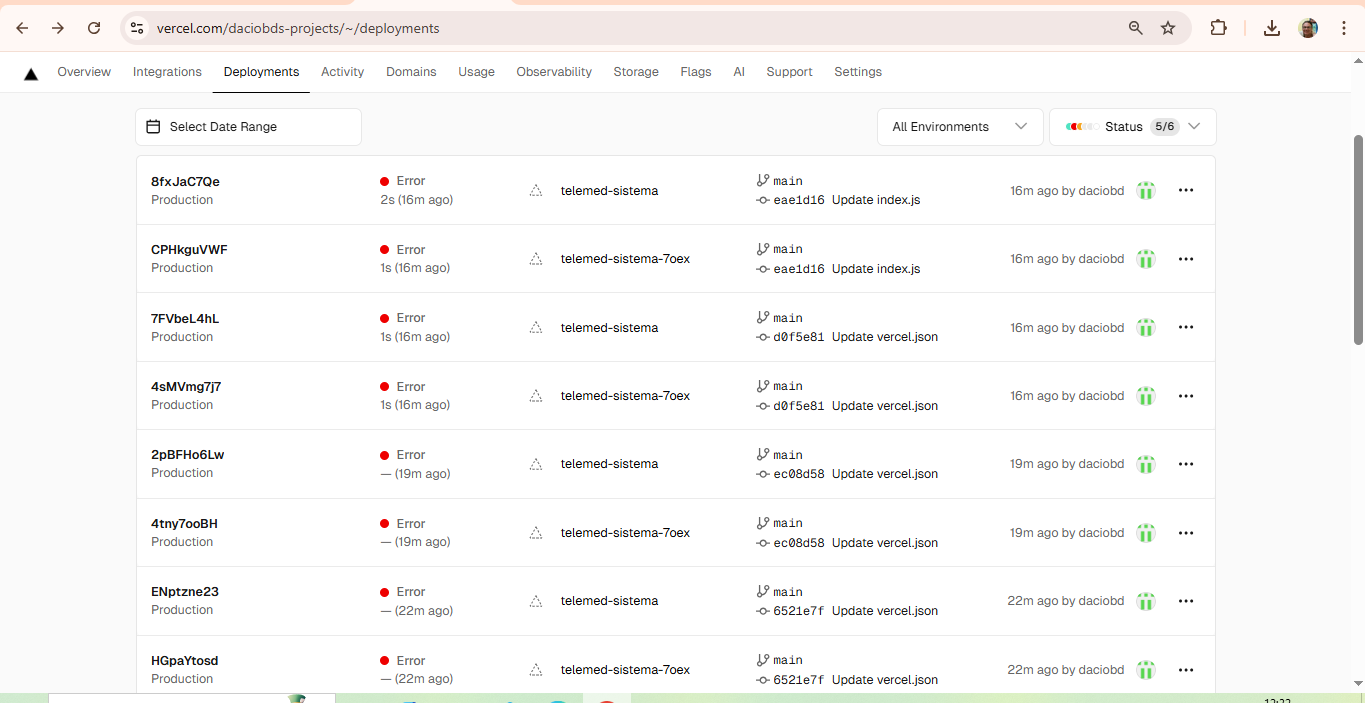 vercel.com/daciobds-projects/~/deployments
Overview Integrations Deployments Activity Domains Usage Observability Storage Flags AI Support Settings
Select Date Range All Environments Status 5/6
8fxJaC7Qe Error telemed-sistema main 16m ago by daciobd
Production 2s (16m ago) eae1d16 Update index.js
CPHkguVWF Error telemed-sistema-7oex main 16m ago by daciobd
Production 1s (16m ago) eae1d16 Update index.js
7FVbeL4hL Error telemed-sistema main 16m ago by daciobd
Production 1s (16m ago) d0f5e81 Update vercel.json
4sMVmg7j7 Error telemed-sistema-7oex main 16m ago by daciobd
Production 1s (16m ago) d0f5e81 Update vercel.json
2pBFHo6Lw Error telemed-sistema main 19m ago by daciobd
Production — (19m ago) ec08d58 Update vercel.json
4tny7ooBH Error telemed-sistema-7oex main 19m ago by daciobd
Production — (19m ago) ec08d58 Update vercel.json
ENptzne23 Error telemed-sistema main 22m ago by daciobd
Production — (22m ago) 6521e7f Update vercel.json
HGpaYtosd Error telemed-sistema-7oex main 22m ago by daciobd
Production — (22m ago) 6521e7f Update vercel.json